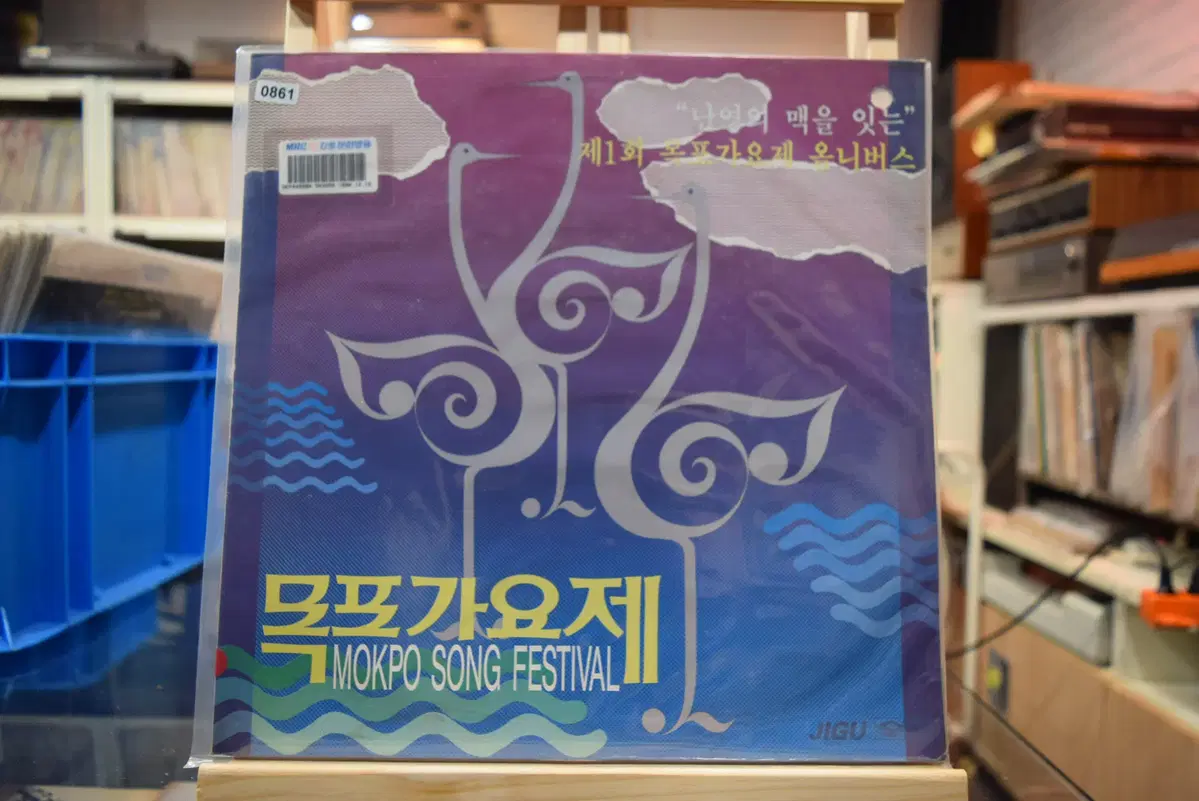 0861
"난영의 맥을 잇는"
제1회 목포가요제 옴니버스
목포가요제
MOKPO SONG FESTIVAL
JIGU